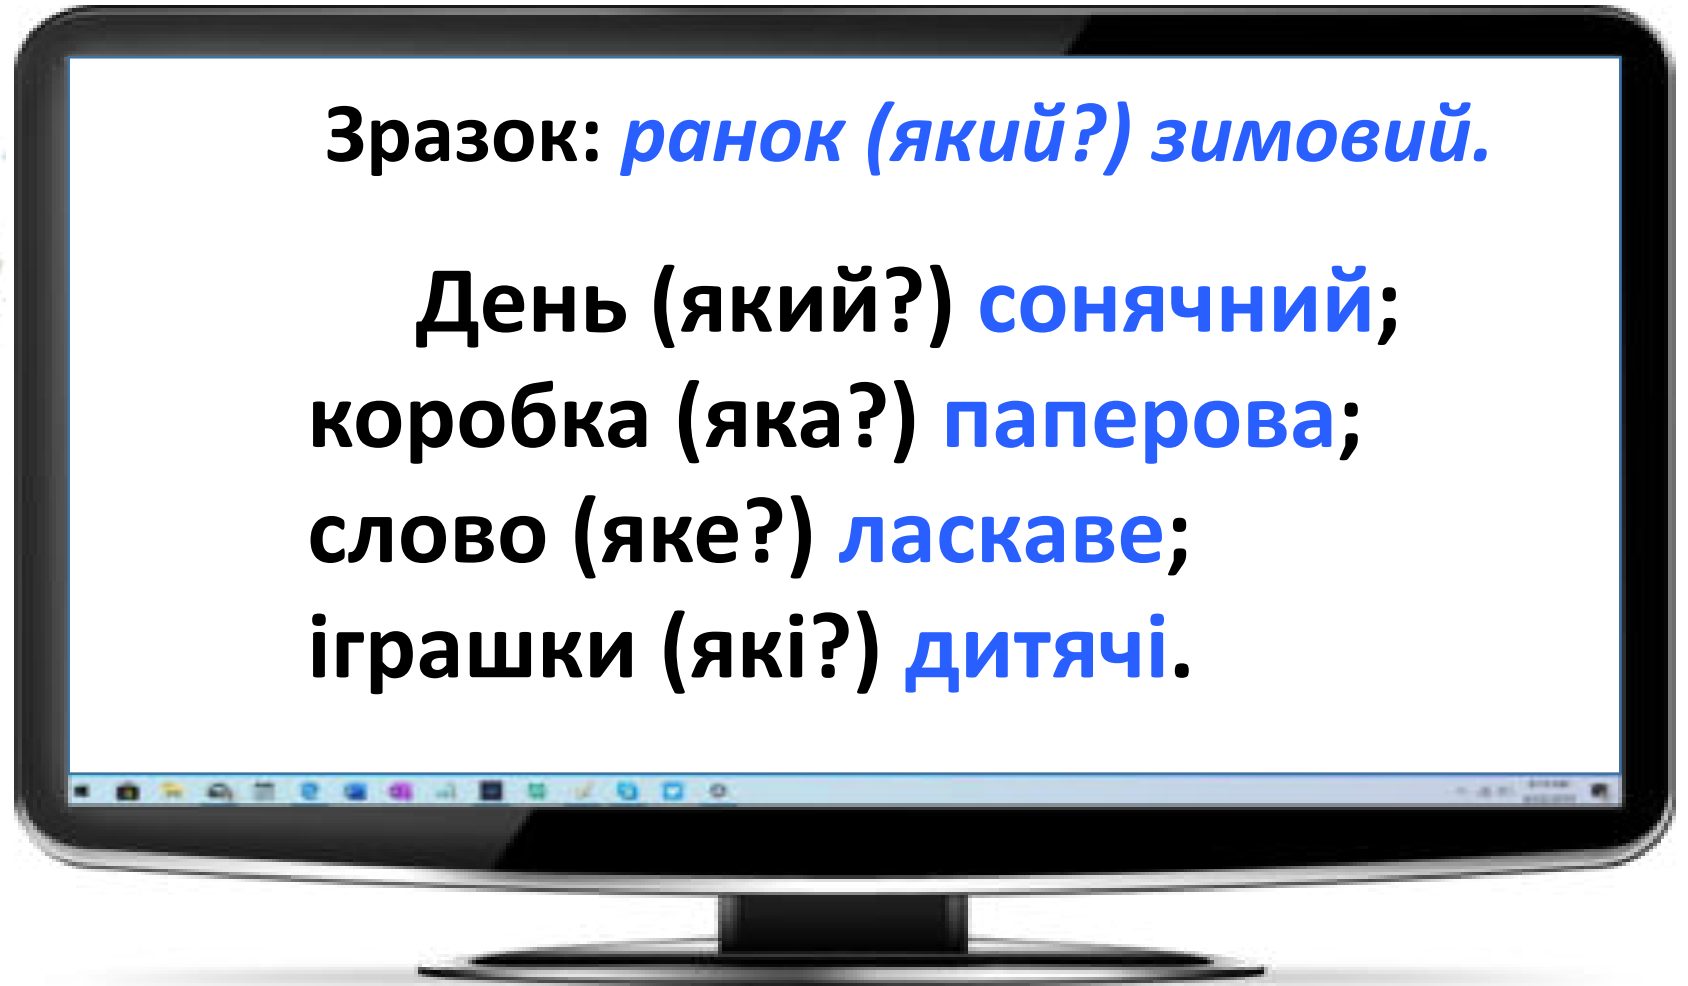 Зразок: ранок (який?) зимовий.
День (який?) сонячний;
коробка (яка?) паперова;
слово (яке?) ласкаве;
іграшки (які?) дитячі.